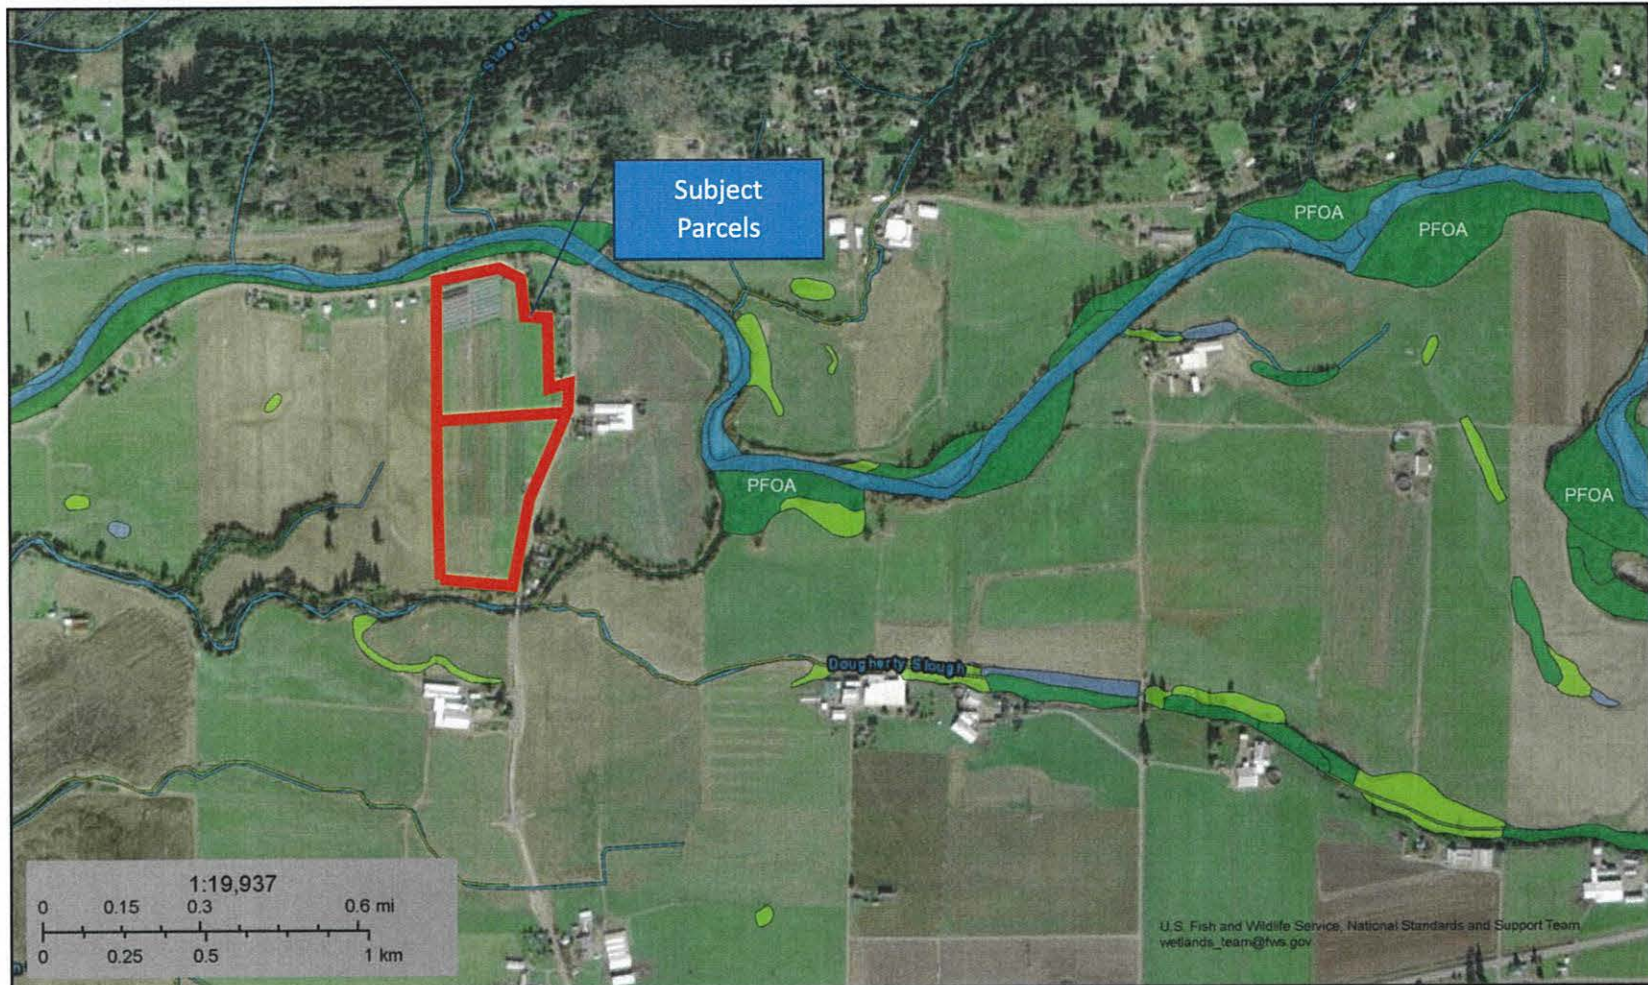 Slide Creek
Subject
Parcels
PFOA
PFOA
PFOA
PFOA
Dougherty Slough
1:19,937
0 0.15 0.3 0.6 mi
0 0.25 0.5 1 km
U.S. Fish and Wildlife Service, National Standards and Support Team,
wetlands_team@fws.gov